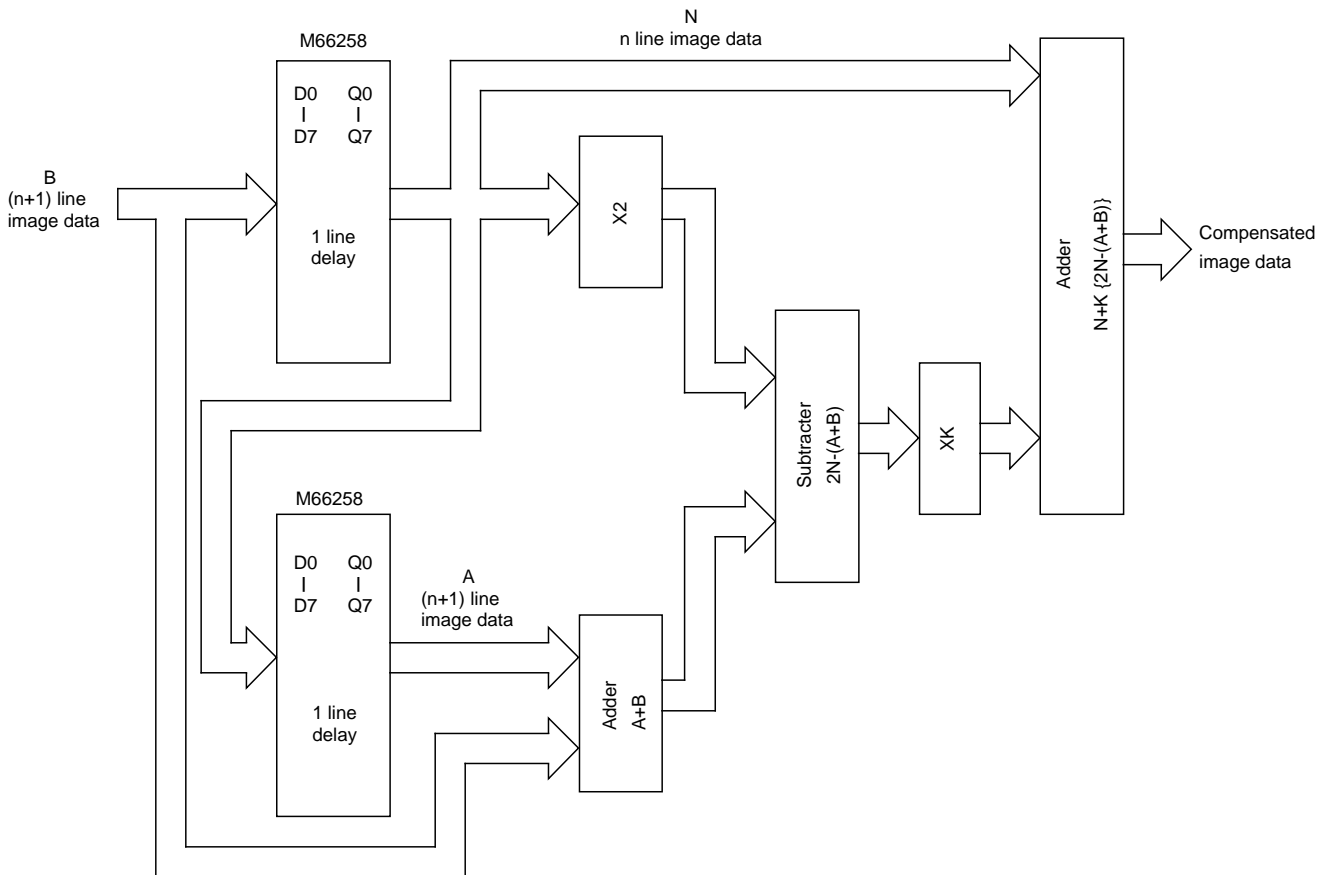 N
n line image data
M66258
D0 Q0
D7 Q7
1 line
delay
B
(n+1) line
image data
X2
Adder
N+K {2N-(A+B)}
Compensated
image data
Subtracter
2N-(A+B)
XK
M66258
D0 Q0
D7 Q7
1 line
delay
A
(n+1) line
image data
Adder
A+B